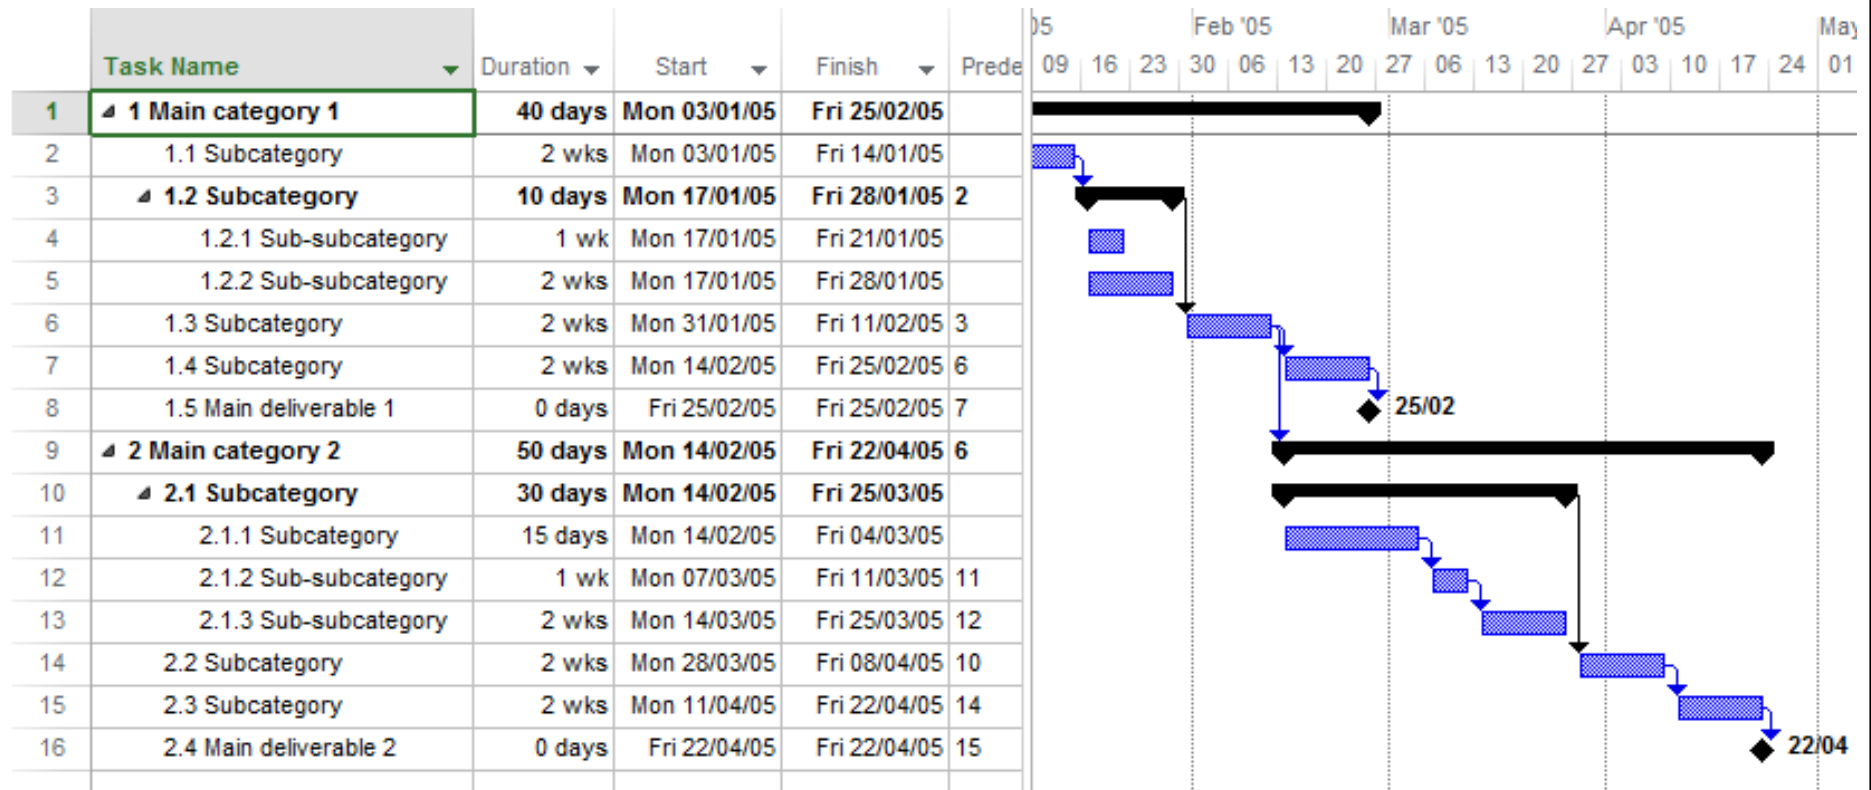 05 Feb '05 Mar '05 Apr '05 May
Task Name Duration Start Finish Prede 09 16 23 30 06 13 20 27 06 13 20 27 03 10 17 24 01
1 1 Main category 1 40 days Mon 03/01/05 Fri 25/02/05
2 1.1 Subcategory 2 wks Mon 03/01/05 Fri 14/01/05
3 1.2 Subcategory 10 days Mon 17/01/05 Fri 28/01/05 2
4 1.2.1 Sub-subcategory 1 wk Mon 17/01/05 Fri 21/01/05
5 1.2.2 Sub-subcategory 2 wks Mon 17/01/05 Fri 28/01/05
6 1.3 Subcategory 2 wks Mon 31/01/05 Fri 11/02/05 3
7 1.4 Subcategory 2 wks Mon 14/02/05 Fri 25/02/05 6
8 1.5 Main deliverable 1 0 days Fri 25/02/05 Fri 25/02/05 7 25/02
9 2 Main category 2 50 days Mon 14/02/05 Fri 22/04/05 6
10 2.1 Subcategory 30 days Mon 14/02/05 Fri 25/03/05
11 2.1.1 Subcategory 15 days Mon 14/02/05 Fri 04/03/05
12 2.1.2 Sub-subcategory 1 wk Mon 07/03/05 Fri 11/03/05 11
13 2.1.3 Sub-subcategory 2 wks Mon 14/03/05 Fri 25/03/05 12
14 2.2 Subcategory 2 wks Mon 28/03/05 Fri 08/04/05 10
15 2.3 Subcategory 2 wks Mon 11/04/05 Fri 22/04/05 14
16 2.4 Main deliverable 2 0 days Fri 22/04/05 Fri 22/04/05 15 22/04